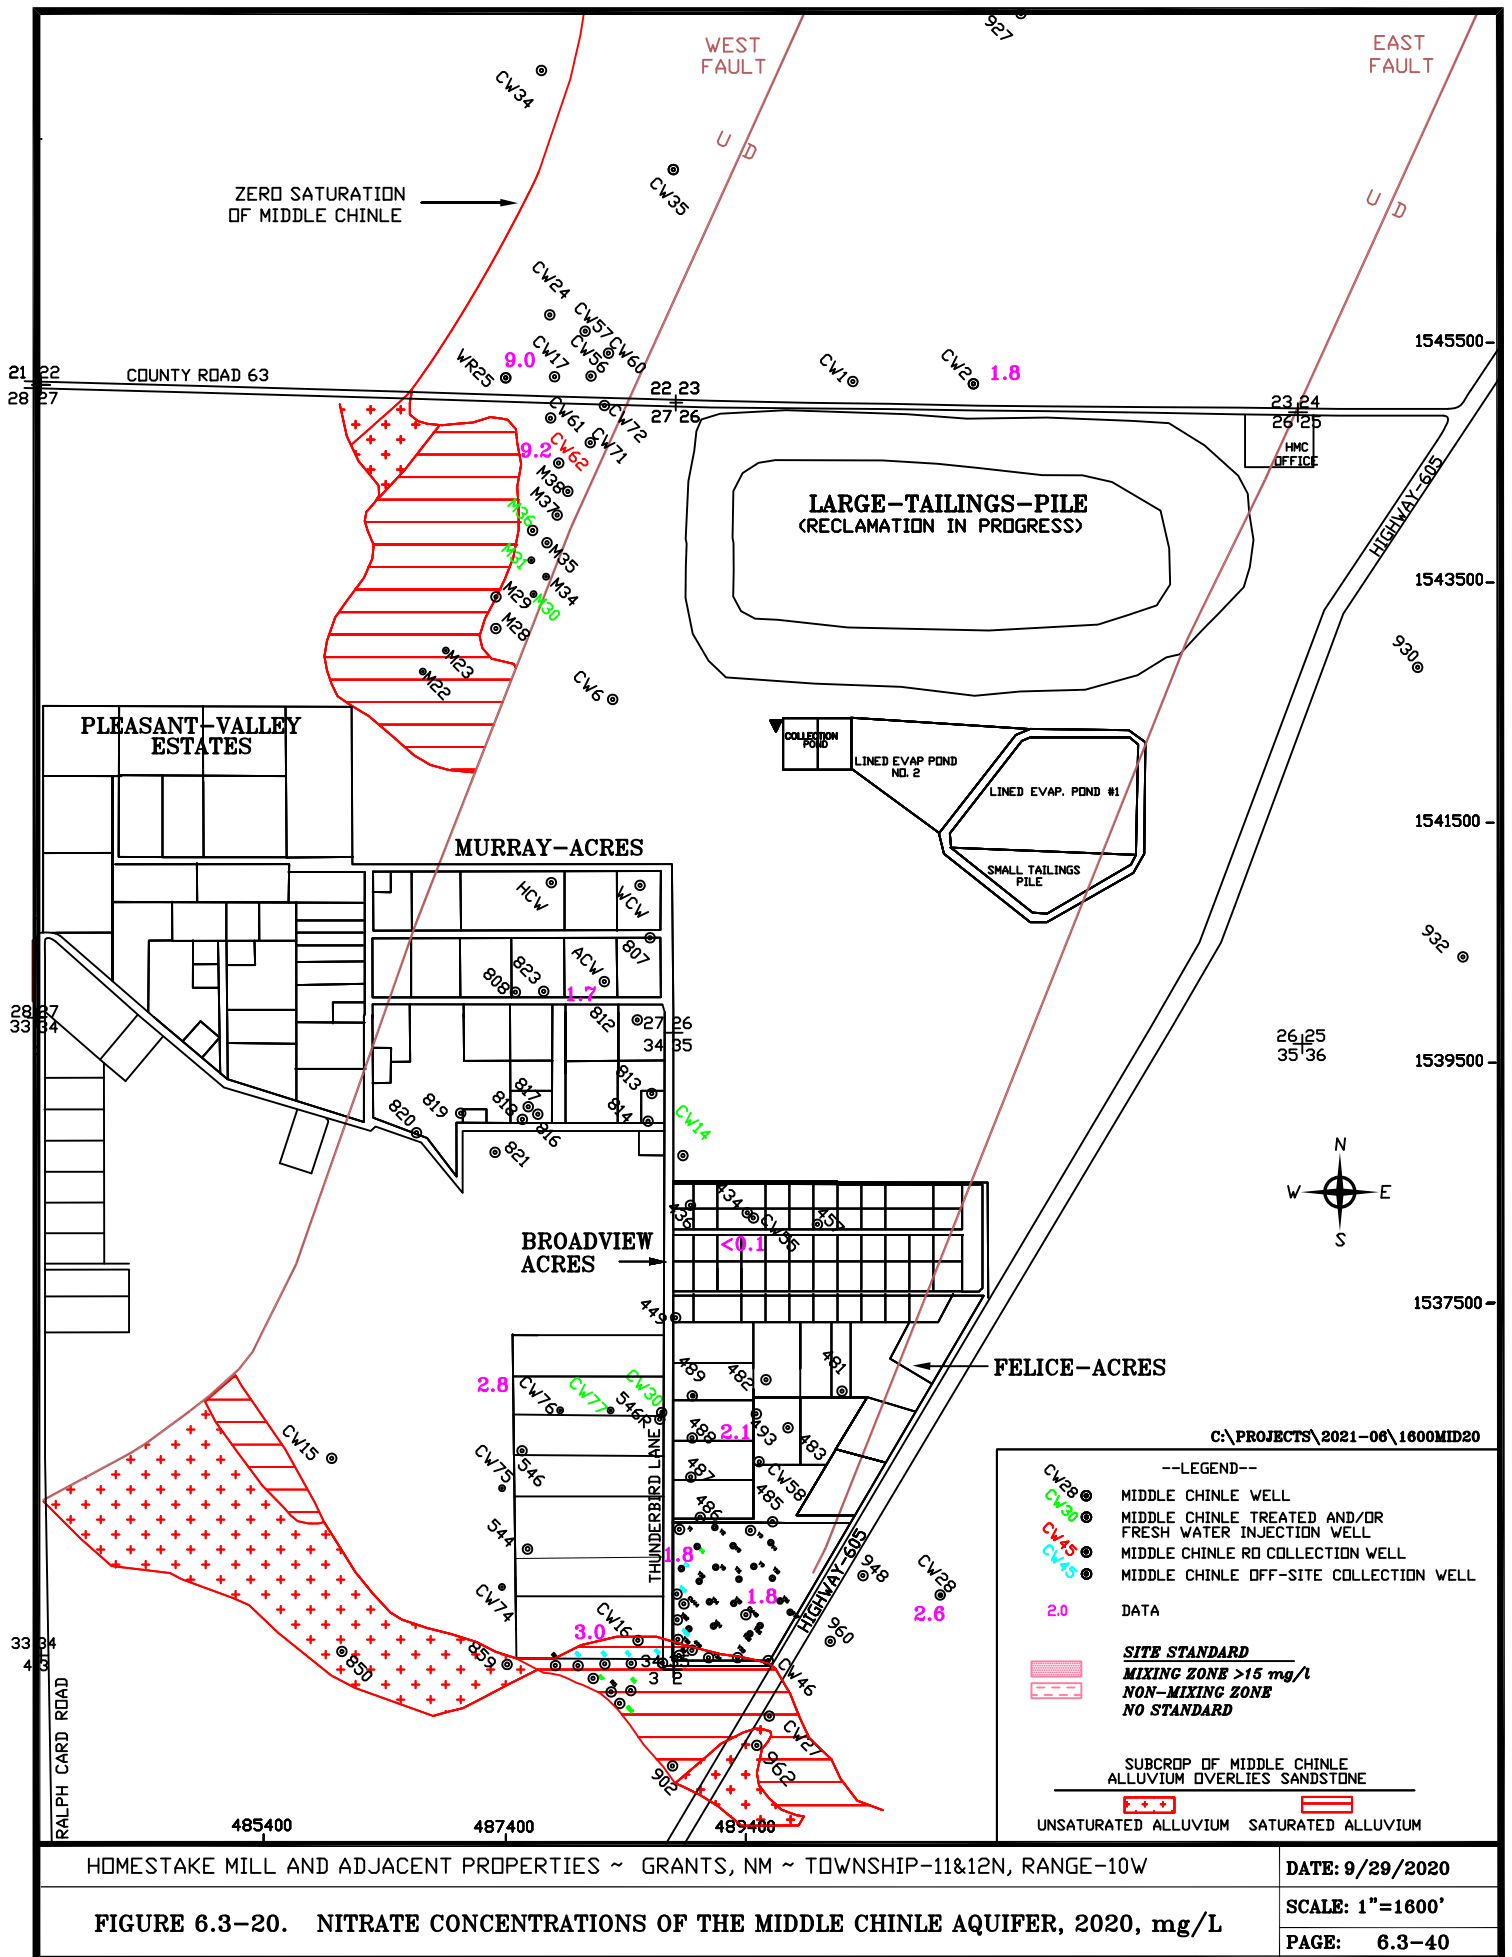 927
WEST
FAULT
EAST
FAULT
CW34
U D
CW35
U D
ZERO SATURATION
OF MIDDLE CHINLE
CW24
CW57
CW60
CW56
CW17
WR25
9.0
CW1
CW2
1.8
1545500
21 22
28 27
COUNTY ROAD 63
22 23
27 26
23 24
26 25
HMC
OFFICE
CW61
CW72
CW71
CW62
9.2
M38
M37
M36
M35
M31
M34
M29
M30
M28
M23
M22
CW6
LARGE-TAILINGS-PILE
(RECLAMATION IN PROGRESS)
HIGHWAY-605
1543500
930
PLEASANT-VALLEY
ESTATES
COLLECTION
POND
LINED EVAP POND
NO. 2
LINED EVAP. POND #1
SMALL TAILINGS
PILE
1541500
MURRAY-ACRES
HCW
WCW
807
932
808
823
ACW
1.7
812
28 27
33 34
27 26
34 35
26 25
35 36
1539500
813
814
817
818
816
819
820
821
CW14
N
W E
S
436
434
CW55
457
<0.1
BROADVIEW
ACRES
449
1537500
FELICE-ACRES
489
482
481
2.8
CW76
CW77
CW30
546R
488
2.1
493
483
CW15
CW75
546
487
CW58
485
486
THUNDERBIRD LANE
544
1.8
1.8
HIGHWAY-605
948
CW28
2.6
960
CW74
CW16
3.0
859
850
33 34
4 3
34 35
3 2
CW46
CW27
962
902
RALPH CARD ROAD
485400
487400
489400
C:\PROJECTS\2021-06\1600MID20
--LEGEND--
CW28 MIDDLE CHINLE WELL
CW30 MIDDLE CHINLE TREATED AND/OR
FRESH WATER INJECTION WELL
CW45 MIDDLE CHINLE RO COLLECTION WELL
CW45 MIDDLE CHINLE OFF-SITE COLLECTION WELL
2.0 DATA
SITE STANDARD
MIXING ZONE >15 mg/l
NON-MIXING ZONE
NO STANDARD
SUBCROP OF MIDDLE CHINLE
ALLUVIUM OVERLIES SANDSTONE
UNSATURATED ALLUVIUM SATURATED ALLUVIUM
HOMESTAKE MILL AND ADJACENT PROPERTIES ~ GRANTS, NM ~ TOWNSHIP-11&12N, RANGE-10W
DATE: 9/29/2020
FIGURE 6.3-20. NITRATE CONCENTRATIONS OF THE MIDDLE CHINLE AQUIFER, 2020, mg/L
SCALE: 1"=1600'
PAGE: 6.3-40